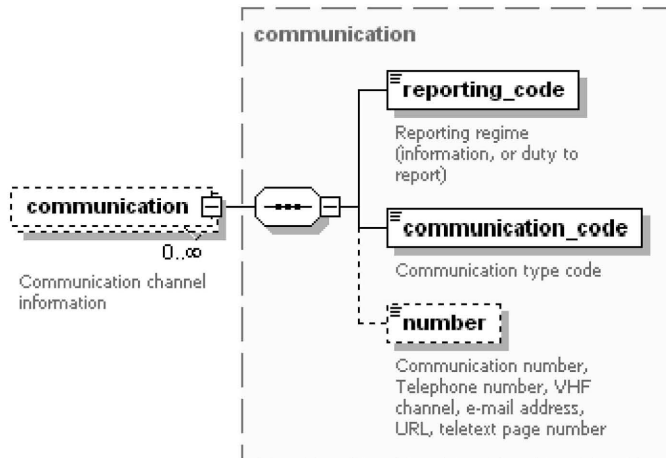 communication
reporting_code
Reporting regime
(information, or duty to
report)
communication
0..∞
Communication channel
information
communication_code
Communication type code
number
Communication number,
Telephone number, VHF
channel, e-mail address,
URL, teletext page number